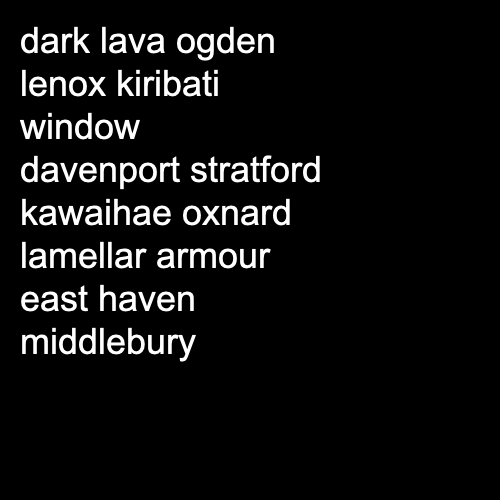 dark lava ogden
lenox kiribati
window
davenport stratford
kawaihae oxnard
lamellar armour
east haven
middlebury